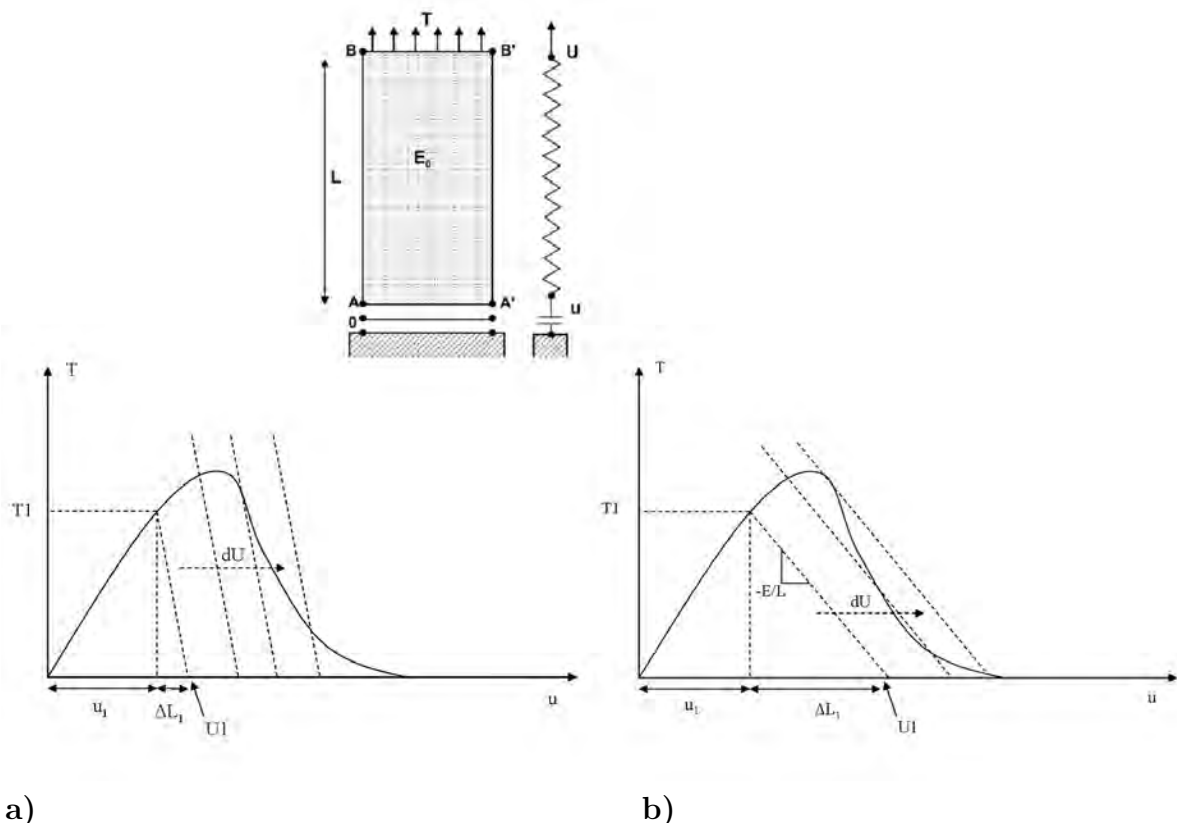 T
B B' U
E₀
L
A A' u
0
T
T1
dU
u
u₁ ΔL₁
U1
T
T1
-E/L
dU
u
u₁ ΔL₁
U1
a) b)